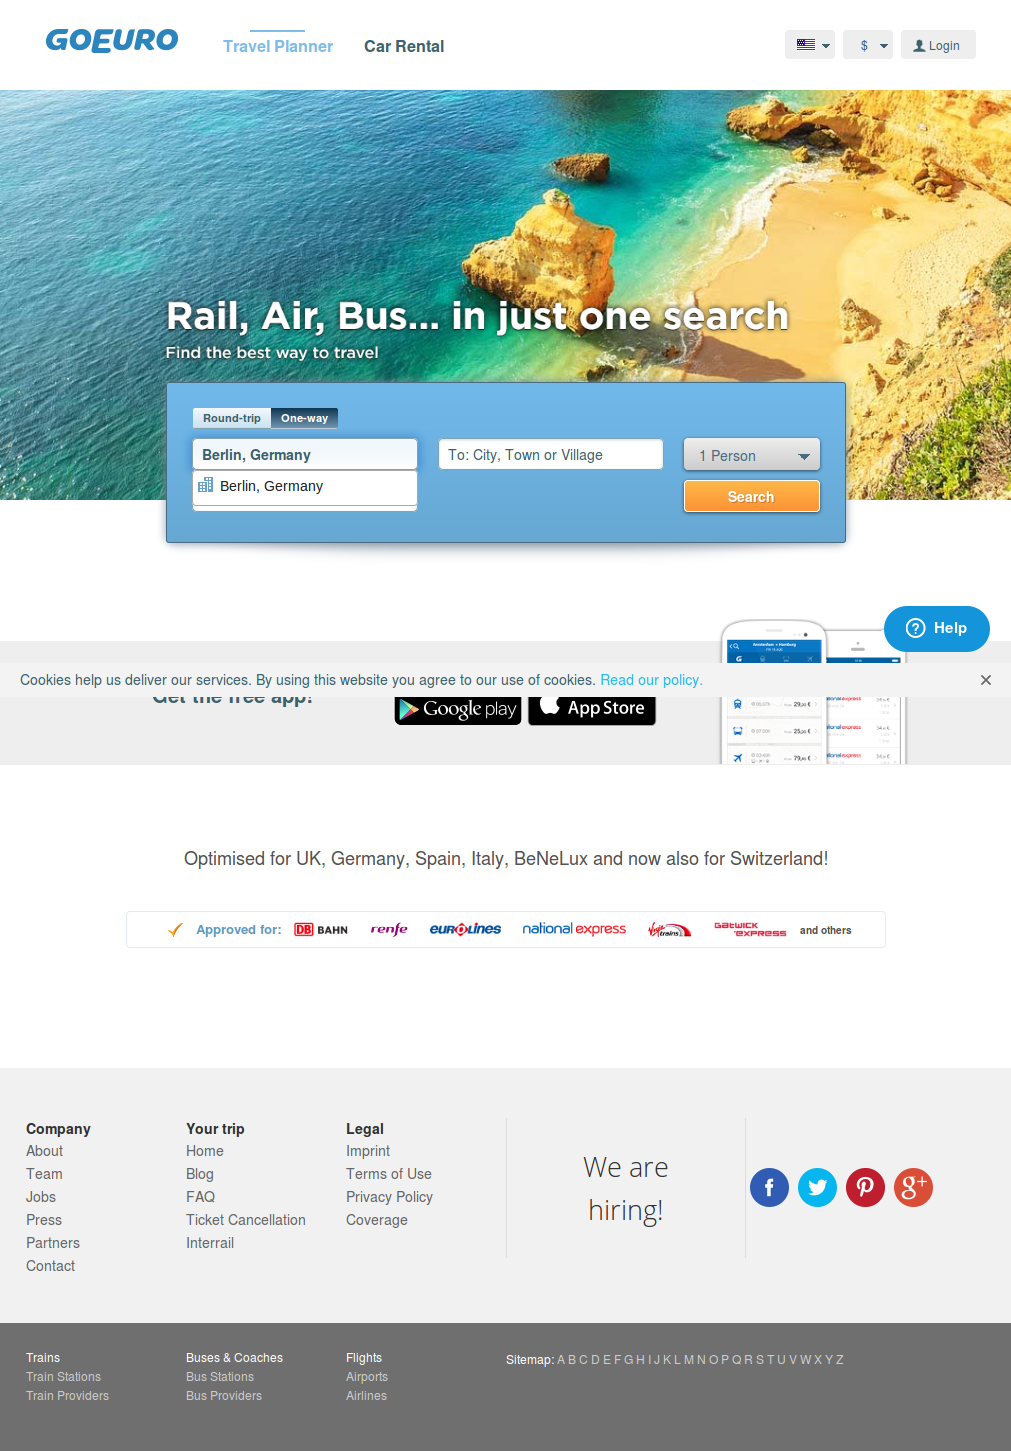 GOEURO
Travel Planner
Car Rental
$
Login
Rail, Air, Bus... in just one search
Find the best way to travel
Round-trip
One-way
Berlin, Germany
To: City, Town or Village
1 Person
Berlin, Germany
Search
Help
Cookies help us deliver our services. By using this website you agree to our use of cookies. Read our policy.
Get the free app!
Google play
App Store
Optimised for UK, Germany, Spain, Italy, BeNeLux and now also for Switzerland!
Approved for:
DB BAHN
renfe
eurolines
national express
Virgin trains
Gatwick express
and others
Company
About
Team
Jobs
Press
Partners
Contact
Your trip
Home
Blog
FAQ
Ticket Cancellation
Interrail
Legal
Imprint
Terms of Use
Privacy Policy
Coverage
We are
hiring!
Trains
Train Stations
Train Providers
Buses & Coaches
Bus Stations
Bus Providers
Flights
Airports
Airlines
Sitemap: A B C D E F G H I J K L M N O P Q R S T U V W X Y Z